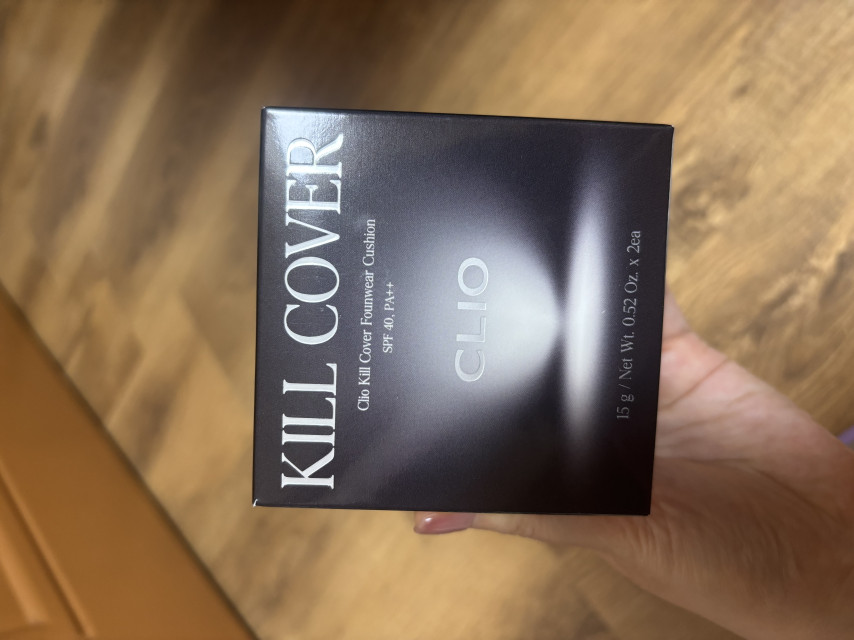 KILL COVER
Clio Kill Cover Founwear Cushion
SPF 40, PA++
CLIO
15 g / Net Wt. 0.52 Oz. x 2ea